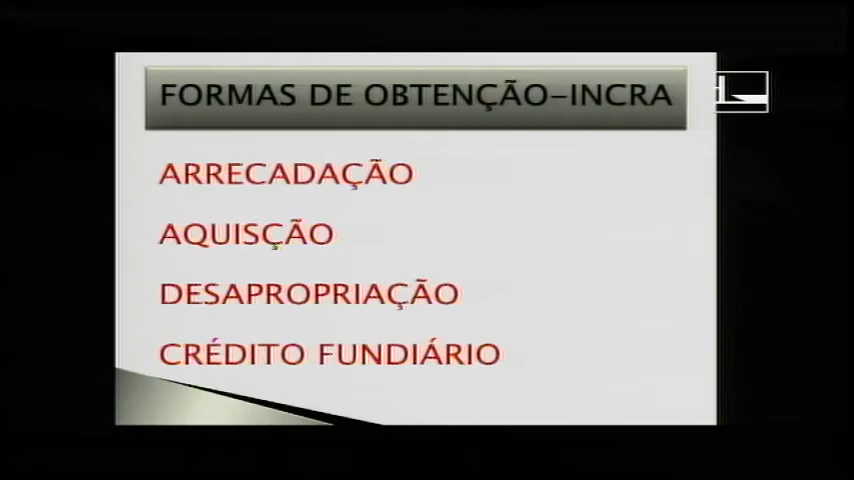 FORMAS DE OBTENÇÃO-INCRA
ARRECADAÇÃO
AQUISÇÃO
DESAPROPRIAÇÃO
CRÉDITO FUNDIÁRIO